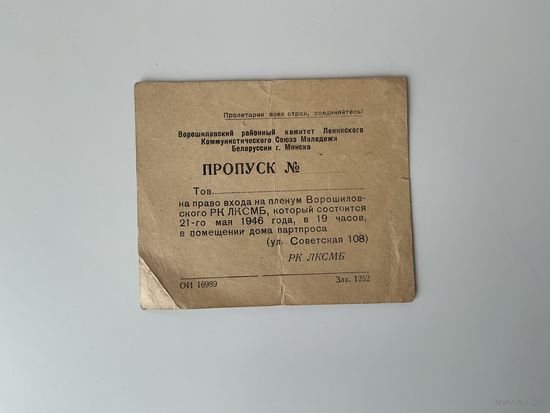 Пролетарии всех стран, соединяйтесь!
Ворошиловский районный комитет Ленинского
Коммунистического Союза Молодежи
Белоруссии г. Минска
ПРОПУСК №
Тов.
на право входа на пленум Ворошилов-
ского РК ЛКСМБ, который состоится
21-го мая 1946 года, в 19 часов,
в помещении дома партпроса
(ул. Советская 108)
РК ЛКСМБ
ОИ 16989 Зак. 1252